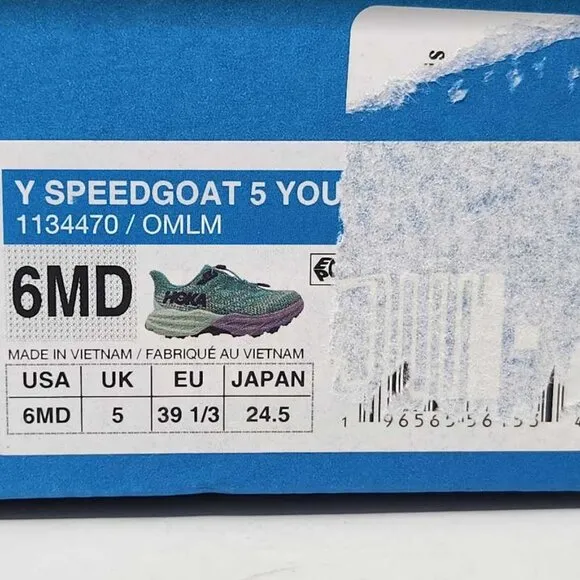 's
Y SPEEDGOAT 5 YOU
1134470 / OMLM
6MD
HOKA
MADE IN VIETNAM / FABRIQUÉ AU VIETNAM
USA UK EU JAPAN
6MD 5 39 1/3 24.5